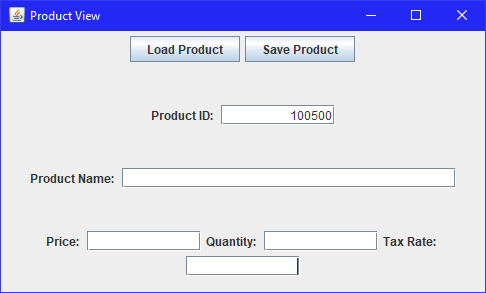 Product View
Load Product Save Product
Product ID: 100500
Product Name:
Price: Quantity: Tax Rate: